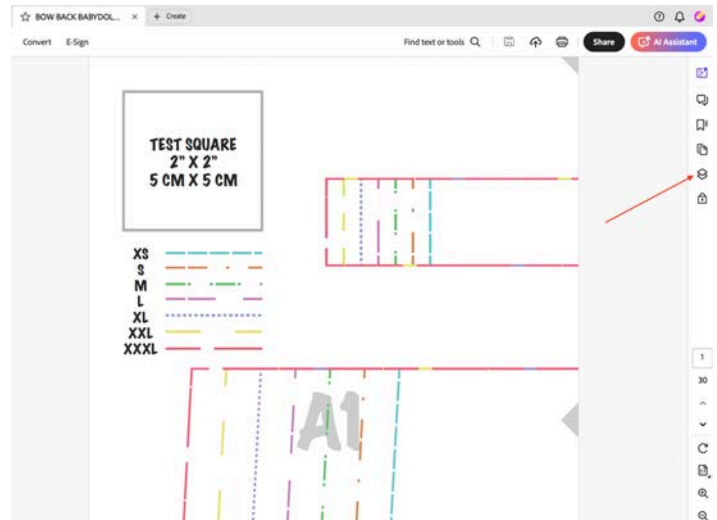 BOW BACK BABYDOL...
+ Create
Convert E-Sign
Find text or tools
Share
AI Assistant
TEST SQUARE
2" X 2"
5 CM X 5 CM
XS
S
M
L
XL
XXL
XXXL
A1
1
30